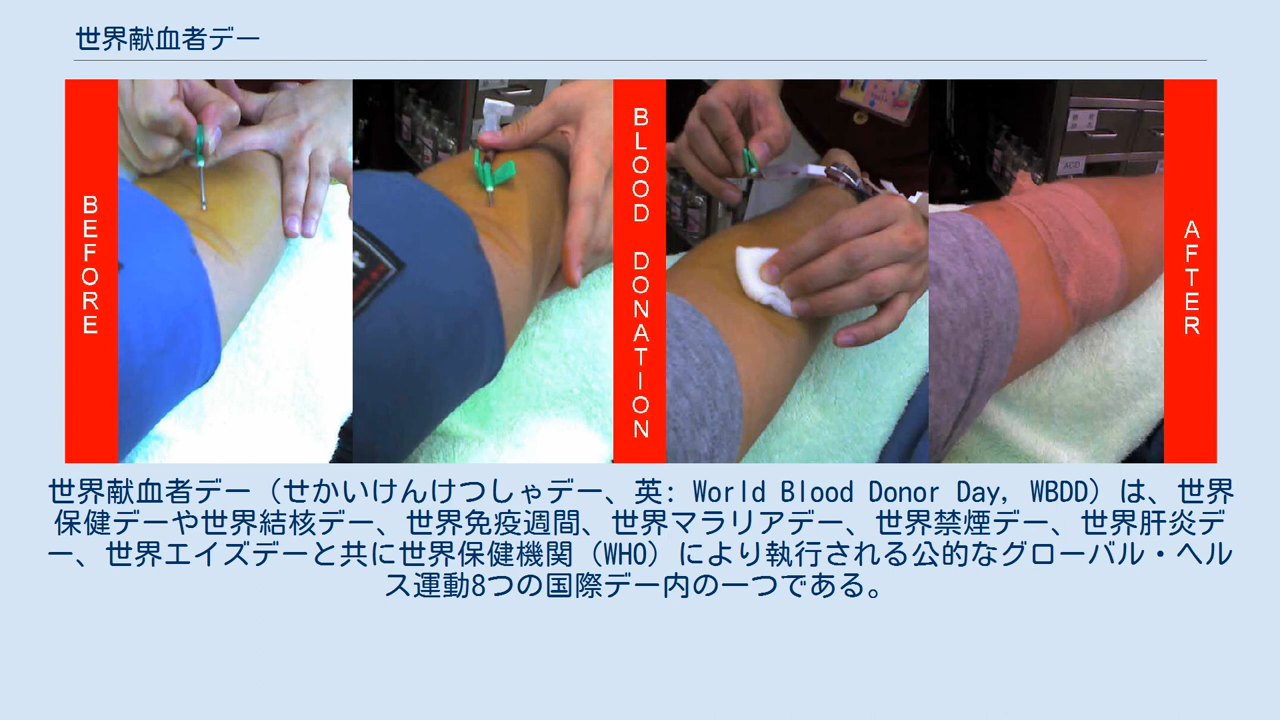 世界献血者デー
BEFORE
BLOOD DONATION
ACD
AFTER
世界献血者デー（せかいけんけつしゃデー、英: World Blood Donor Day, WBDD）は、世界
保健デーや世界結核デー、世界免疫週間、世界マラリアデー、世界禁煙デー、世界肝炎デ
ー、世界エイズデーと共に世界保健機関（WHO）により執行される公的なグローバル・ヘル
ス運動8つの国際デー内の一つである。